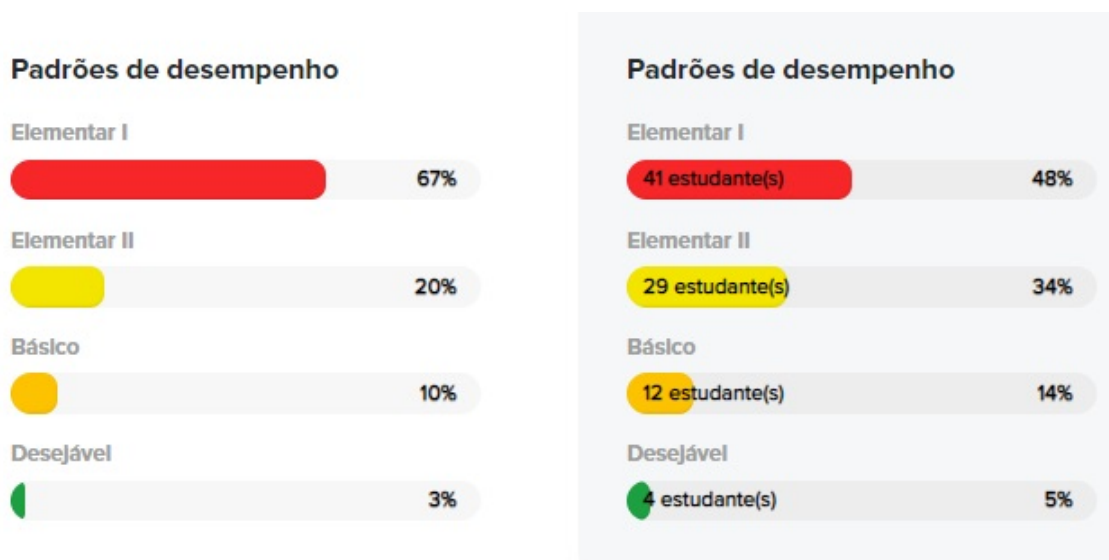 Padrões de desempenho
Elementar I
67%
Elementar II
20%
Básico
10%
Desejável
3%
Padrões de desempenho
Elementar I
41 estudante(s) 48%
Elementar II
29 estudante(s) 34%
Básico
12 estudante(s) 14%
Desejável
4 estudante(s) 5%